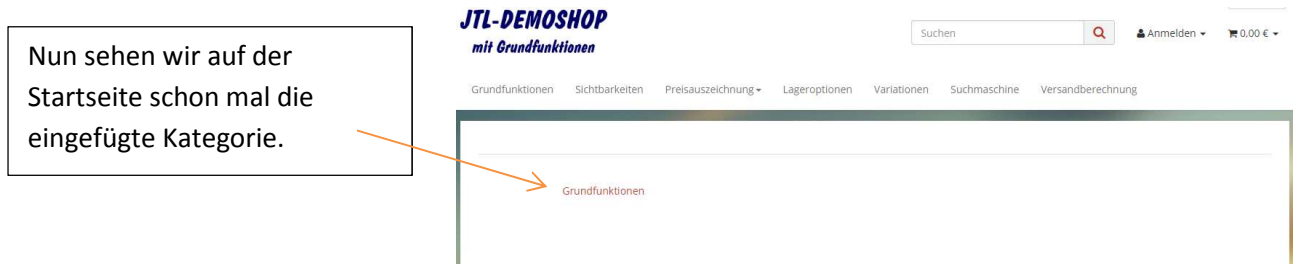 Nun sehen wir auf der
Startseite schon mal die
eingefügte Kategorie.
JTL-DEMOSHOP
mit Grundfunktionen
Suchen
Anmelden
0,00 €
Grundfunktionen Sichtbarkeiten Preisauszeichnung Lageroptionen Variationen Suchmaschine Versandberechnung
Grundfunktionen